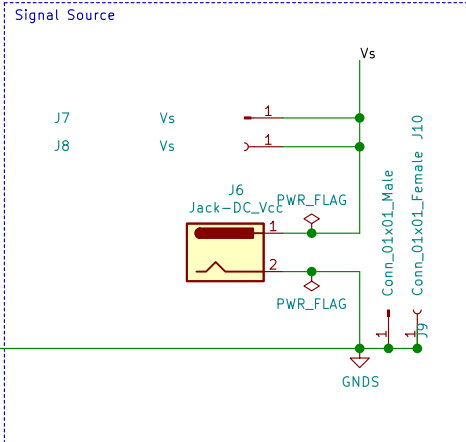 Signal Source
Vs
J7 Vs 1
J8 Vs 1
J10
J6
Jack-DC_Vcc
PWR_FLAG
1
2
PWR_FLAG
Conn_01x01_Male
Conn_01x01_Female
1
1
J9
GNDS